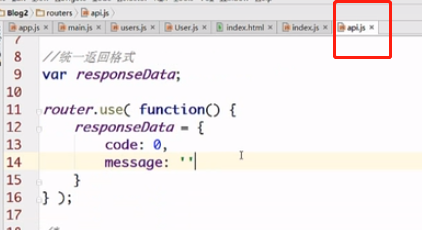 Blog2 routers api.js
app.js main.js users.js User.js index.html index.js api.js
7
8 //统一返回格式
9 var responseData;
10
11 router.use( function() {
12 responseData = {
13 code: 0,
14 message: ''
15 }
16 } );
17